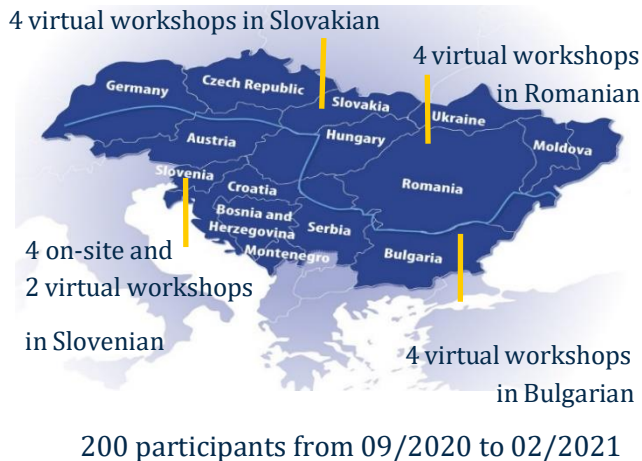 4 virtual workshops in Slovakian
4 virtual workshops
in Romanian
Germany
Czech Republic
Slovakia
Ukraine
Moldova
Austria
Hungary
Slovenia
Croatia
Romania
Bosnia and
Herzegovina
Serbia
Montenegro
Bulgaria
4 on-site and
2 virtual workshops
in Slovenian
4 virtual workshops
in Bulgarian
200 participants from 09/2020 to 02/2021